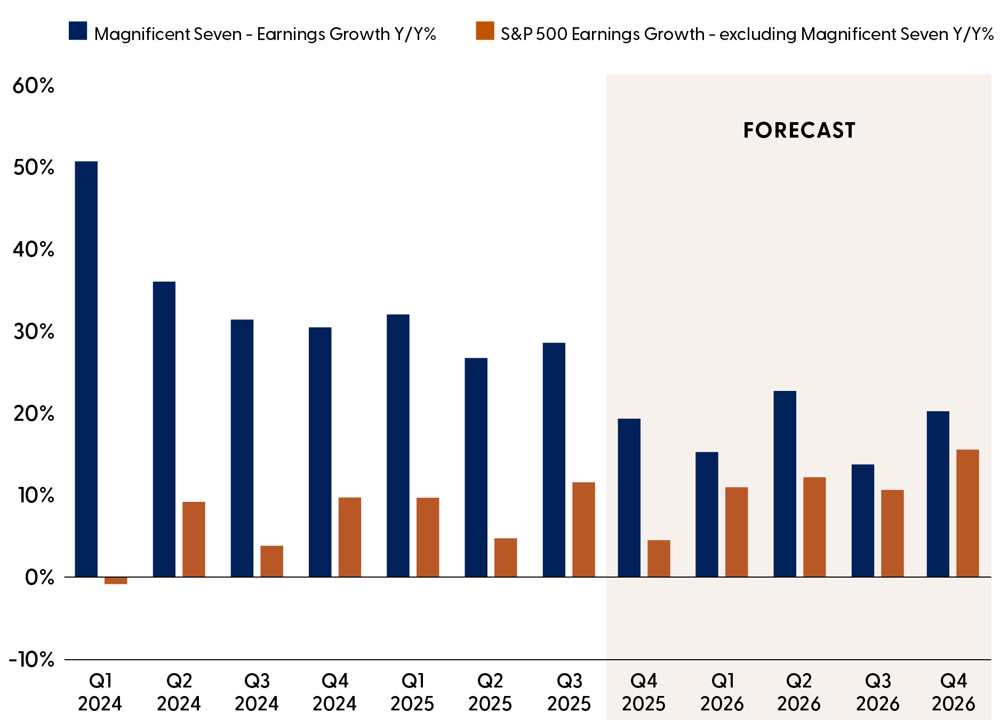 Magnificent Seven - Earnings Growth Y/Y%
S&P 500 Earnings Growth - excluding Magnificent Seven Y/Y%
60%
FORECAST
50%
40%
30%
20%
10%
0%
-10%
Q1 Q2 Q3 Q4 Q1 Q2 Q3 Q4 Q1 Q2 Q3 Q4
2024 2024 2024 2024 2025 2025 2025 2025 2026 2026 2026 2026